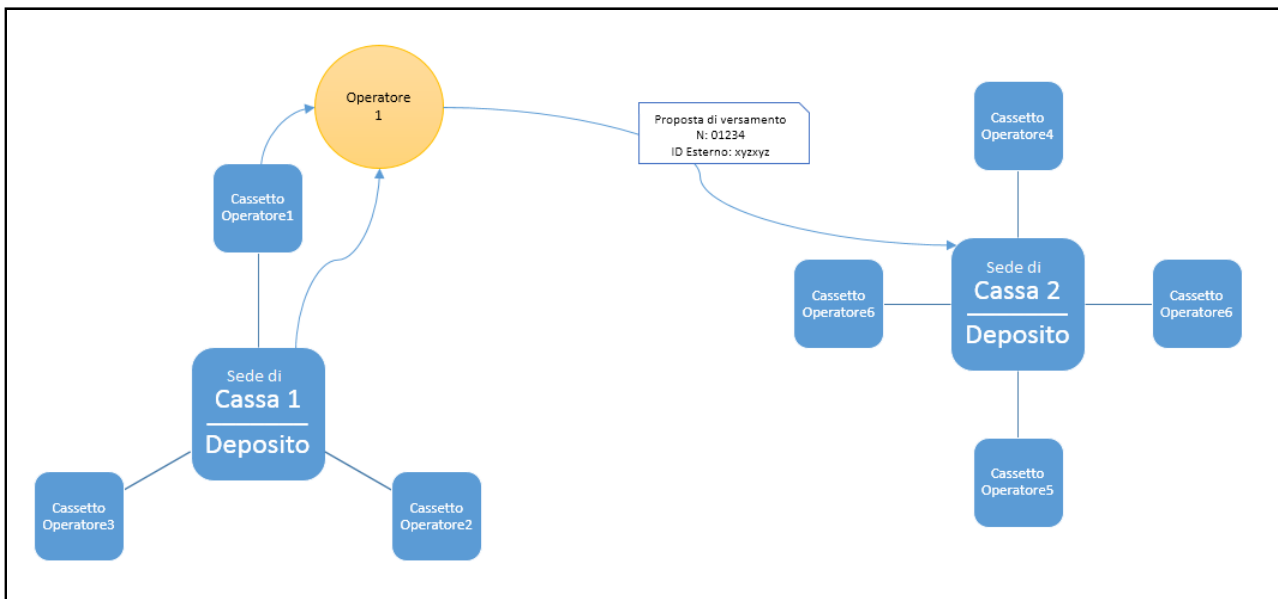 Operatore
1
Proposta di versamento
N: 01234
ID Esterno: xyzxyz
Cassetto
Operatore4
Cassetto
Operatore1
Sede di
Cassa 2
Deposito
Cassetto
Operatore6
Cassetto
Operatore6
Sede di
Cassa 1
Deposito
Cassetto
Operatore5
Cassetto
Operatore3
Cassetto
Operatore2